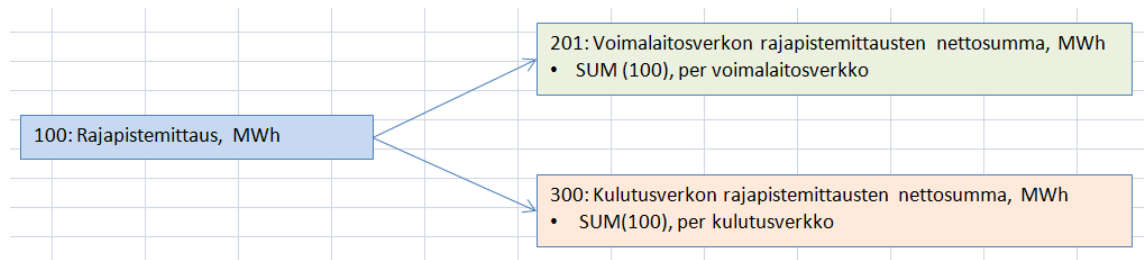 100: Rajapistemittaus, MWh
201: Voimalaitosverkon rajapistemittausten nettosumma, MWh
• SUM (100), per voimalaitosverkko
300: Kulutusverkon rajapistemittausten nettosumma, MWh
• SUM(100), per kulutusverkko